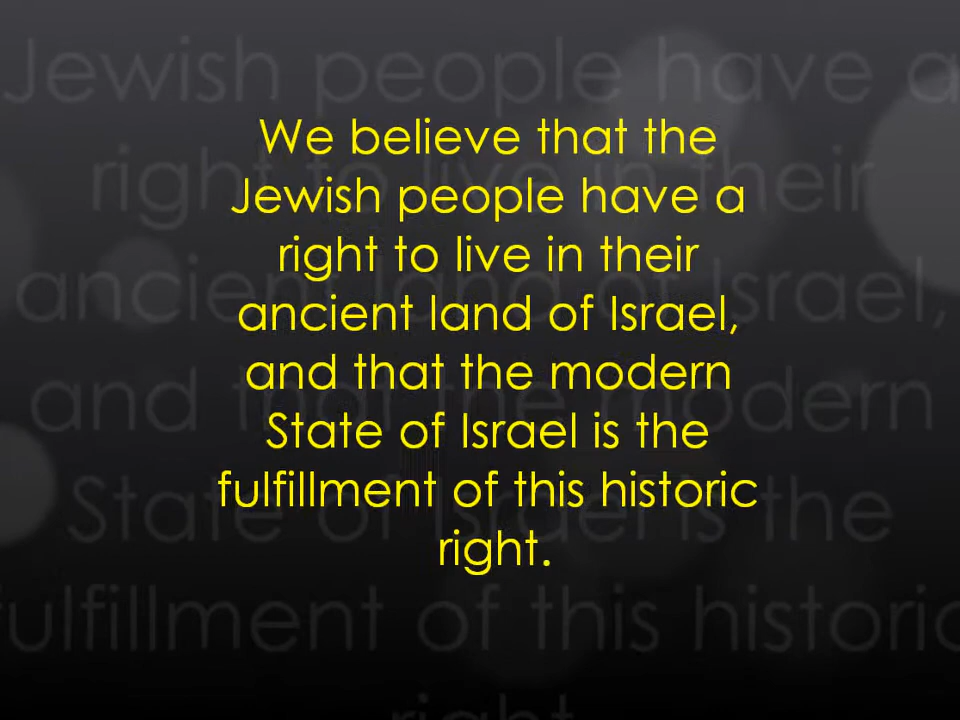 We believe that the
Jewish people have a
right to live in their
ancient land of Israel,
and that the modern
State of Israel is the
fulfillment of this historic
right.